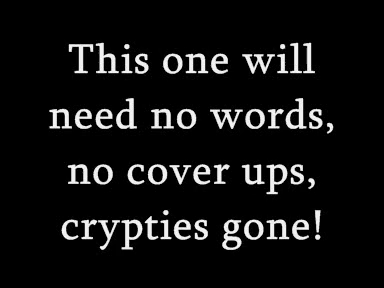 This one will
need no words,
no cover ups,
crypties gone!